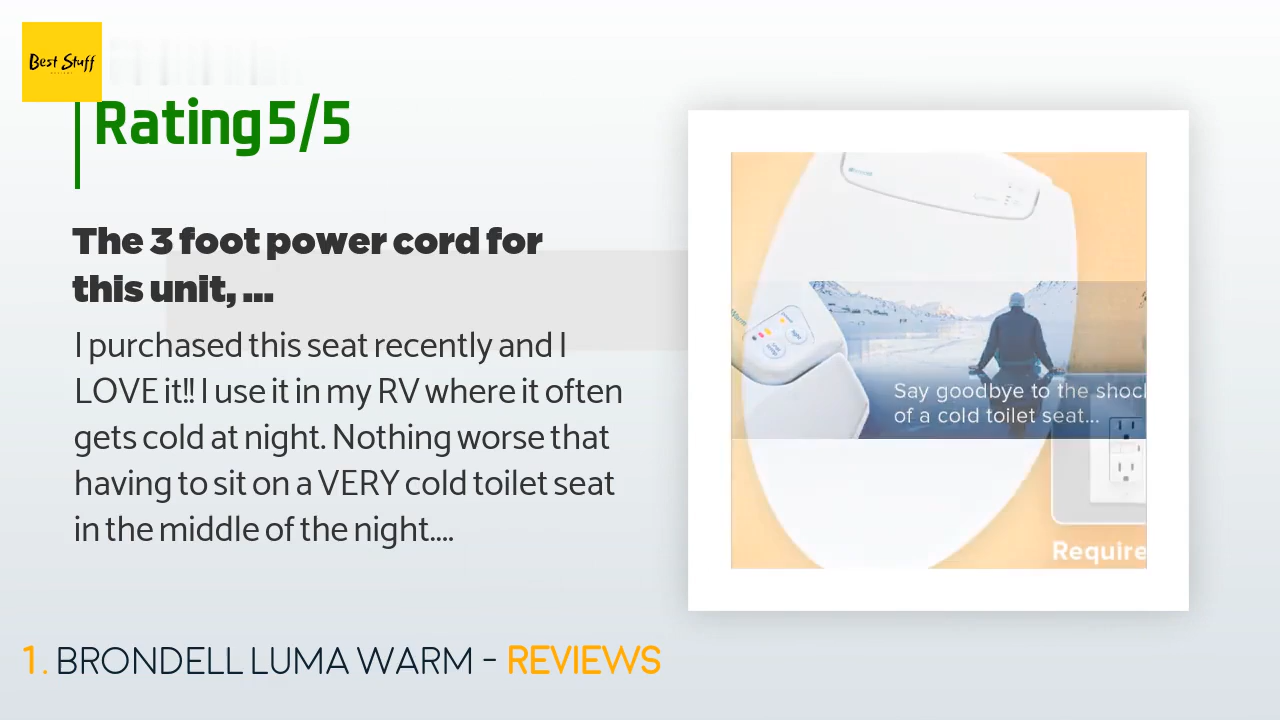 Best Stuff
Rating 5/5
The 3 foot power cord for
this unit, ...
I purchased this seat recently and I
LOVE it!! I use it in my RV where it often
gets cold at night. Nothing worse that
having to sit on a VERY cold toilet seat
in the middle of the night....
Say goodbye to the shoc
of a cold toilet seat...
Require
1. BRONDELL LUMA WARM - REVIEWS